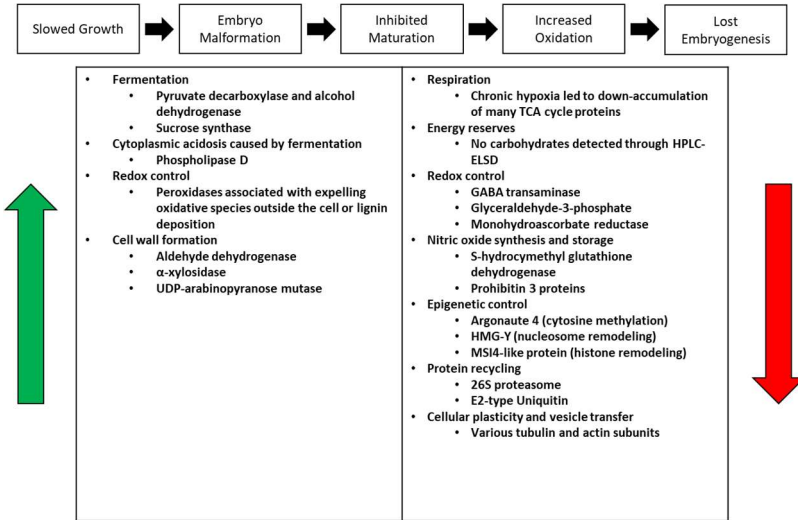 Slowed Growth
Embryo
Malformation
Inhibited
Maturation
Increased
Oxidation
Lost
Embryogenesis
• Fermentation
• Pyruvate decarboxylase and alcohol
dehydrogenase
• Sucrose synthase
• Cytoplasmic acidosis caused by fermentation
• Phospholipase D
• Redox control
• Peroxidases associated with expelling
oxidative species outside the cell or lignin
deposition
• Cell wall formation
• Aldehyde dehydrogenase
• α-xylosidase
• UDP-arabinopyranose mutase
• Respiration
• Chronic hypoxia led to down-accumulation
of many TCA cycle proteins
• Energy reserves
• No carbohydrates detected through HPLC-
ELSD
• Redox control
• GABA transaminase
• Glyceraldehyde-3-phosphate
• Monohydroascorbate reductase
• Nitric oxide synthesis and storage
• S-hydrocymethyl glutathione
dehydrogenase
• Prohibitin 3 proteins
• Epigenetic control
• Argonaute 4 (cytosine methylation)
• HMG-Y (nucleosome remodeling)
• MSI4-like protein (histone remodeling)
• Protein recycling
• 26S proteasome
• E2-type Uniquitin
• Cellular plasticity and vesicle transfer
• Various tubulin and actin subunits